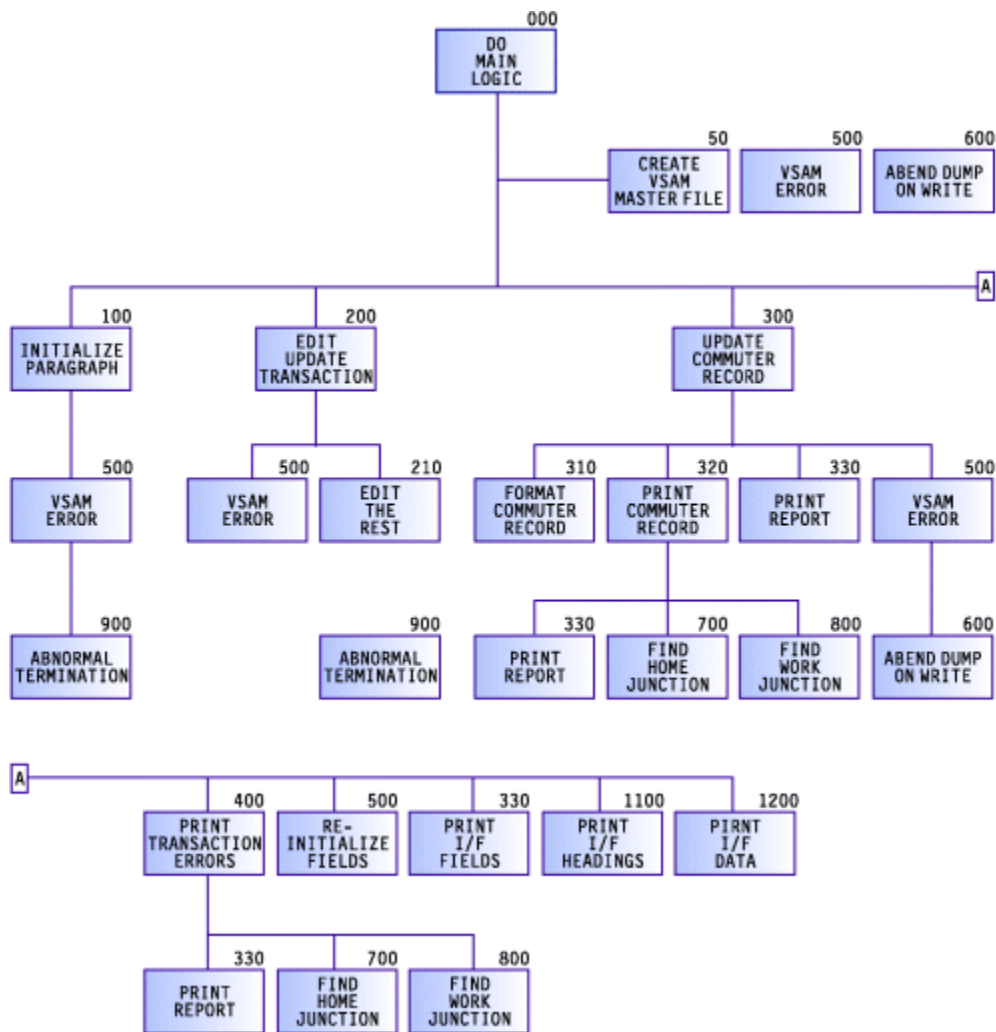 000
DO
MAIN
LOGIC
50
CREATE
VSAM
MASTER FILE
500
VSAM
ERROR
600
ABEND DUMP
ON WRITE
A
100
INITIALIZE
PARAGRAPH
200
EDIT
UPDATE
TRANSACTION
300
UPDATE
COMMUTER
RECORD
500
VSAM
ERROR
500
VSAM
ERROR
210
EDIT
THE
REST
310
FORMAT
COMMUTER
RECORD
320
PRINT
COMMUTER
RECORD
330
PRINT
REPORT
500
VSAM
ERROR
900
ABNORMAL
TERMINATION
900
ABNORMAL
TERMINATION
330
PRINT
REPORT
700
FIND
HOME
JUNCTION
800
FIND
WORK
JUNCTION
600
ABEND DUMP
ON WRITE
A
400
PRINT
TRANSACTION
ERRORS
500
RE-
INITIALIZE
FIELDS
330
PRINT
I/F
FIELDS
1100
PRINT
I/F
HEADINGS
1200
PIRNT
I/F
DATA
330
PRINT
REPORT
700
FIND
HOME
JUNCTION
800
FIND
WORK
JUNCTION